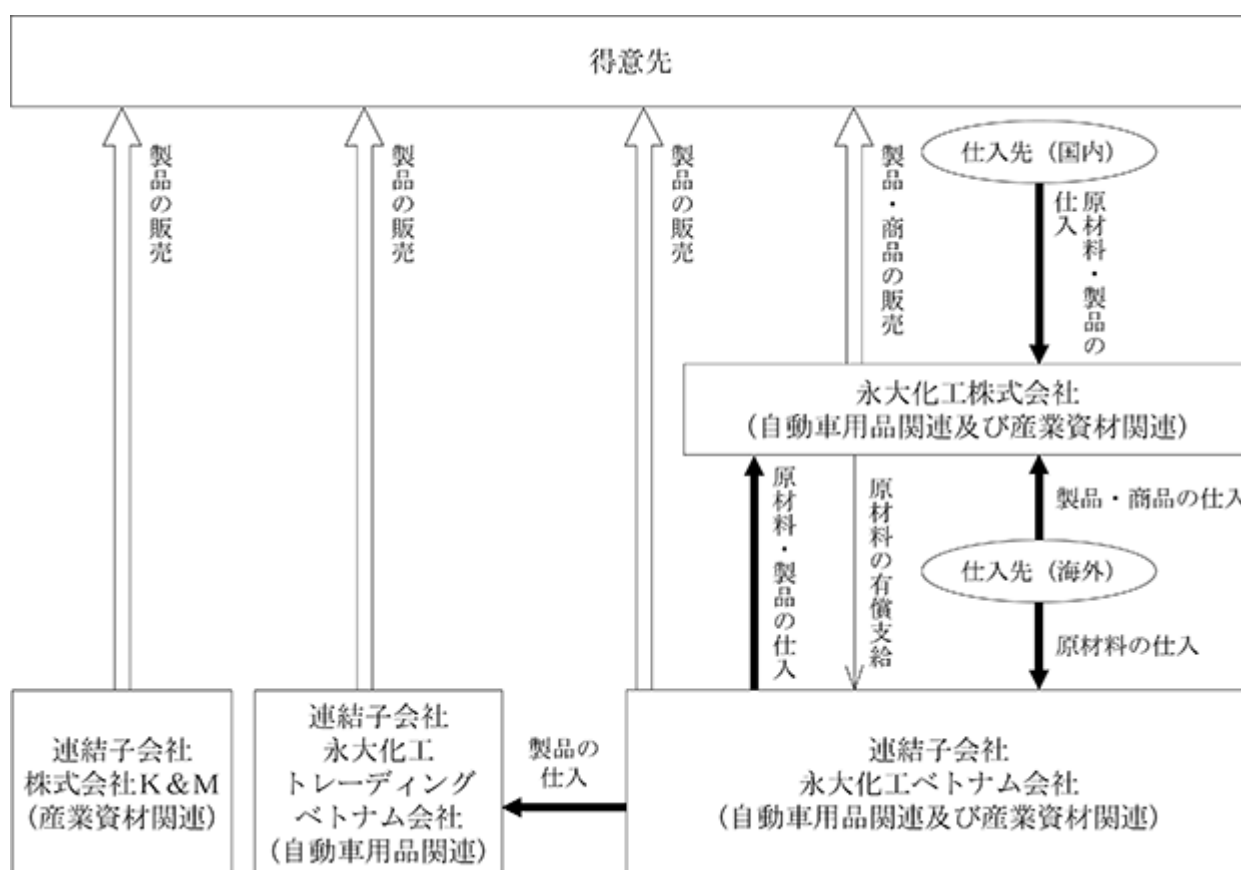 得意先
製品の販売
製品の販売
製品の販売
製品・商品の販売
仕入先（国内）
原材料・製品の
仕入
永大化工株式会社
（自動車用品関連及び産業資材関連）
原材料・製品の仕入
原材料の有償支給
製品・商品の仕入
仕入先（海外）
原材料の仕入
連結子会社
株式会社Ｋ＆Ｍ
（産業資材関連）
連結子会社
永大化工
トレーディング
ベトナム会社
（自動車用品関連）
製品の
仕入
連結子会社
永大化工ベトナム会社
（自動車用品関連及び産業資材関連）